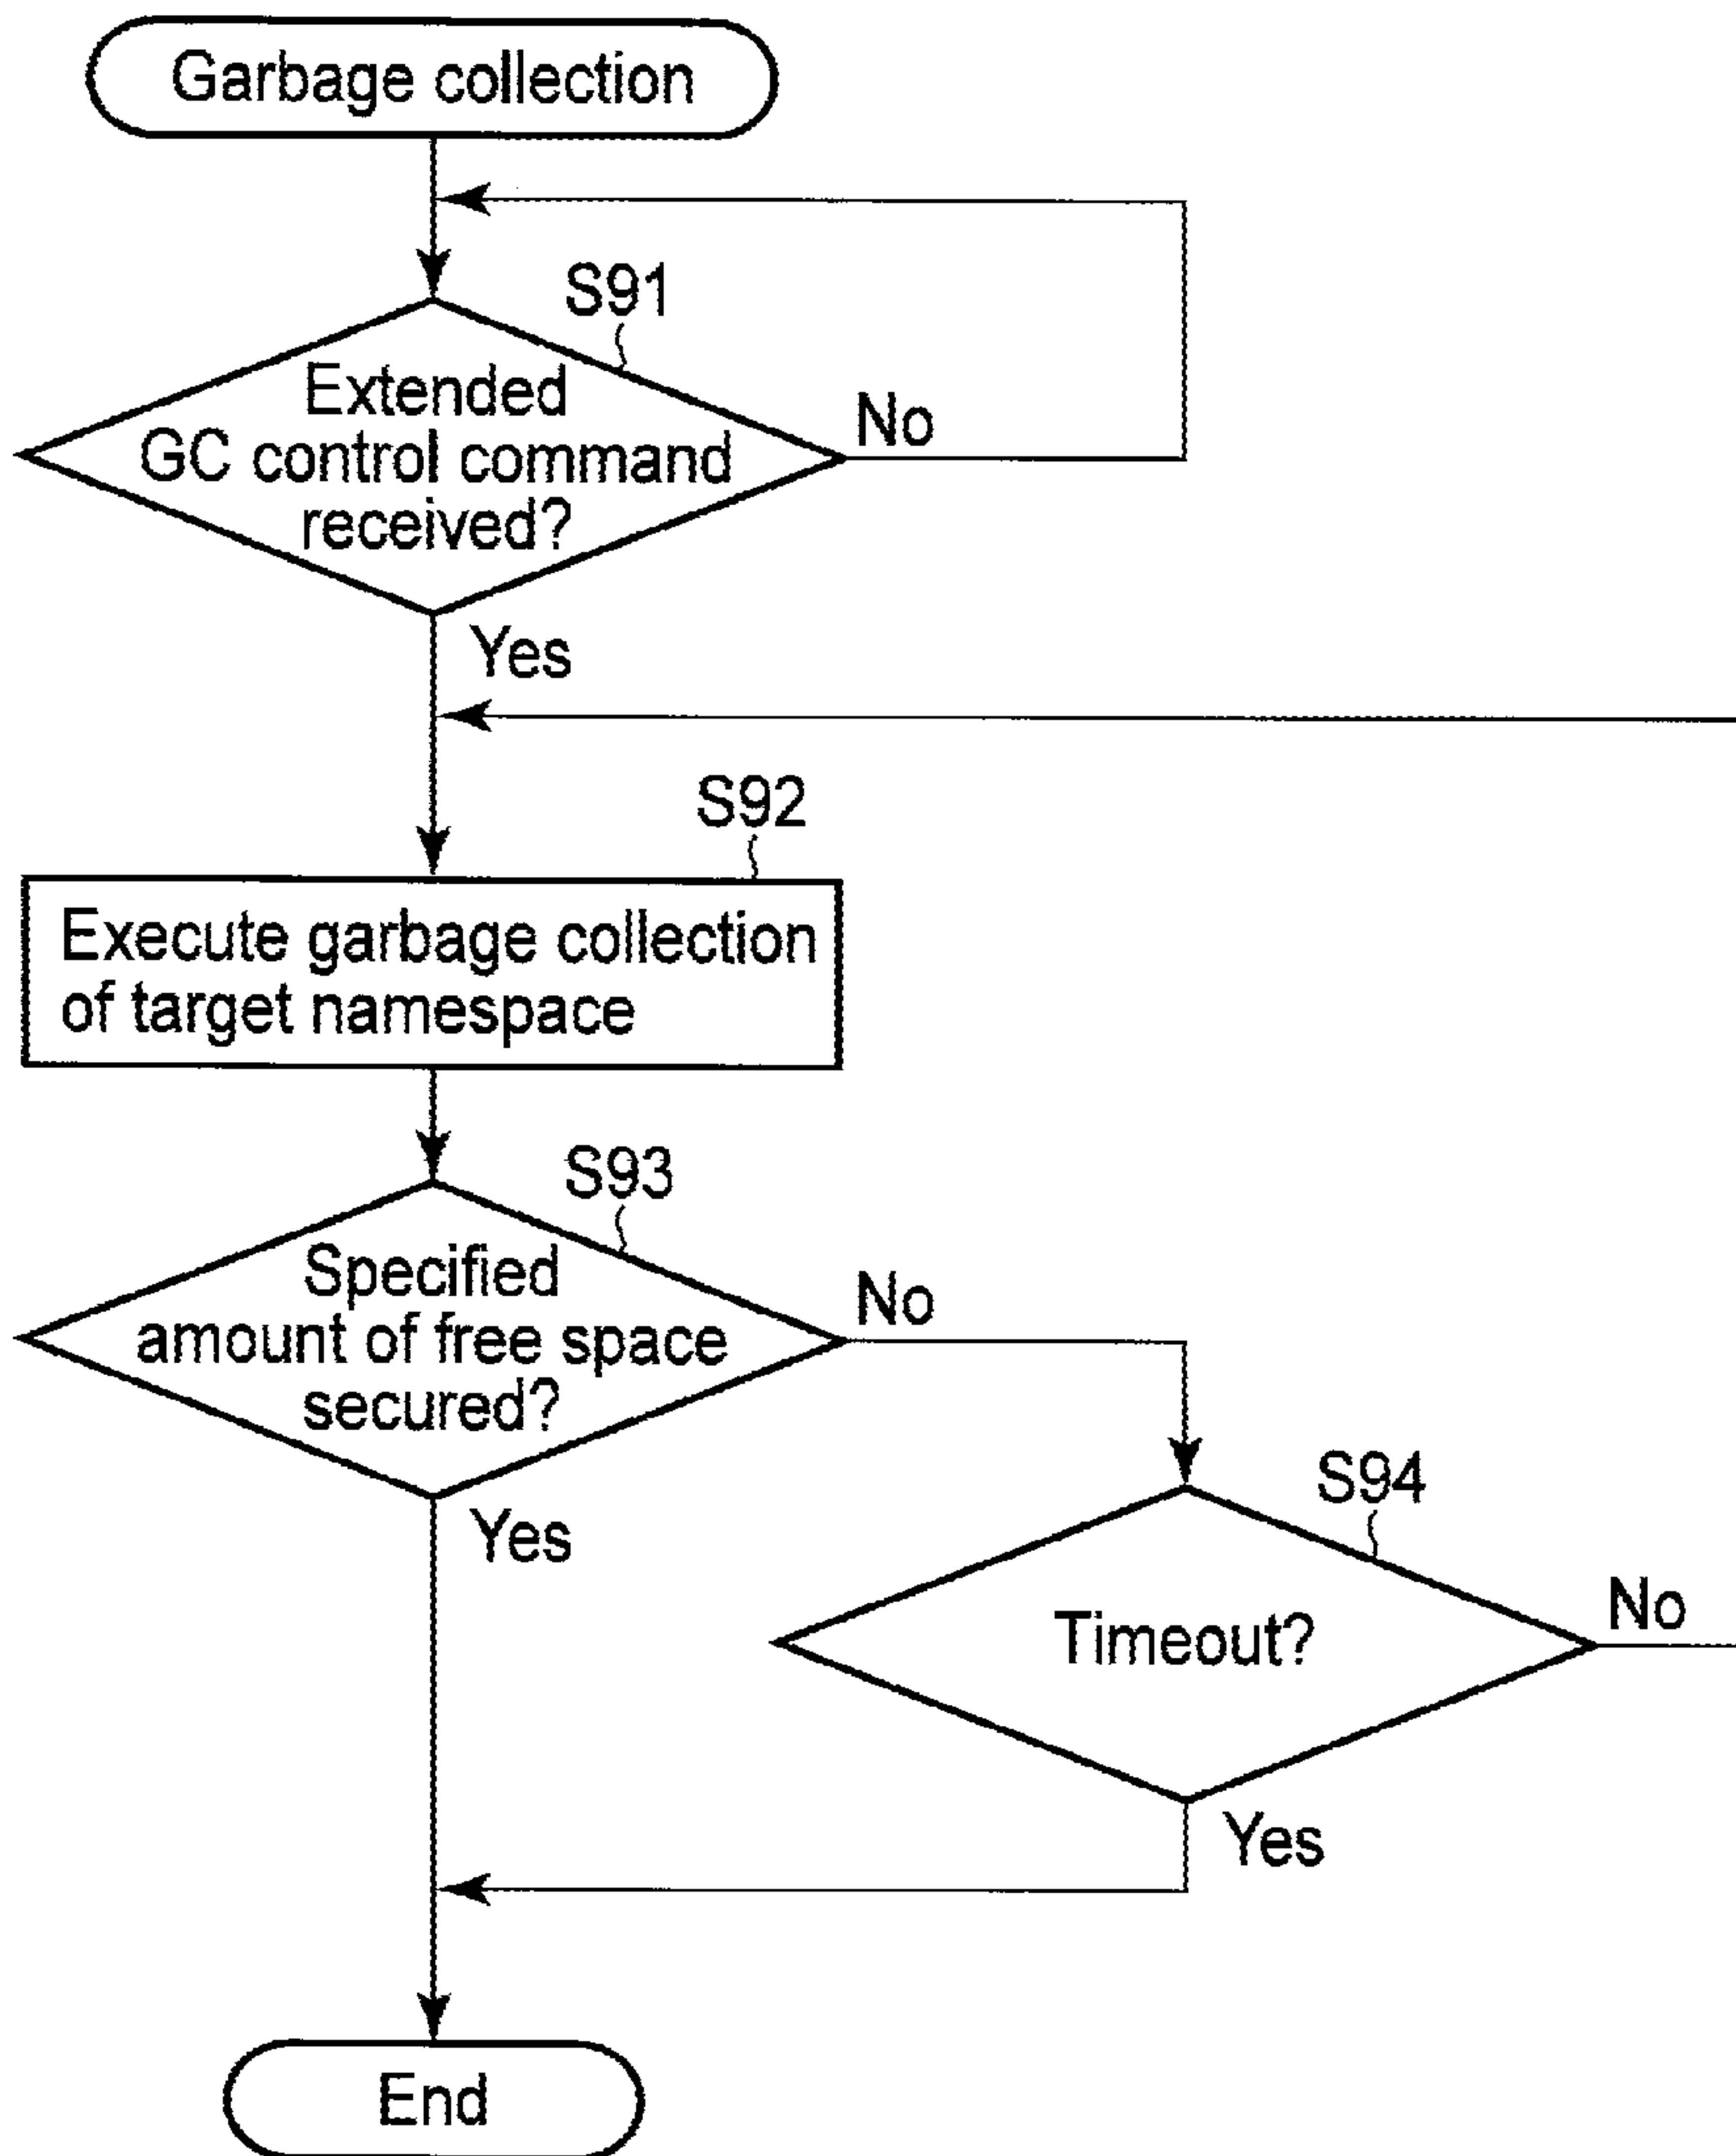 Garbage collection
S91
Extended
GC control command
received?
No
Yes
S92
Execute garbage collection
of target namespace
S93
Specified
amount of free space
secured?
No
Yes
S94
Timeout?
No
Yes
End